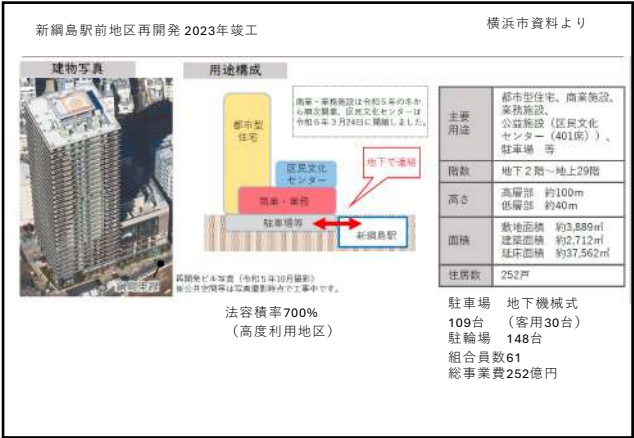 新綱島駅前地区再開発 2023年竣工
横浜市資料より
建物写真
用途構成
商業・業務施設は令和5年の冬か
ら順次開業、区民文化センターは
令和6年3月24日に開館しました。
都市型
住宅
区民文化
センター
商業・業務
駐車場等
地下で連絡
新綱島駅
再開発ビル写真(令和5年10月撮影)
※公共空間等は写真撮影時点で工事中です。
法容積率700%
(高度利用地区)
主要
用途
都市型住宅、商業施設、
業務施設、
公益施設(区民文化
センター(401席))、
駐車場 等
階数
地下2階~地上29階
高さ
高層部 約100m
低層部 約40m
面積
敷地面積 約3,889㎡
建築面積 約2,712㎡
延床面積 約37,562㎡
住居数
252戸
駐車場 地下機械式
109台 (客用30台)
駐輪場 148台
組合員数61
総事業費252億円